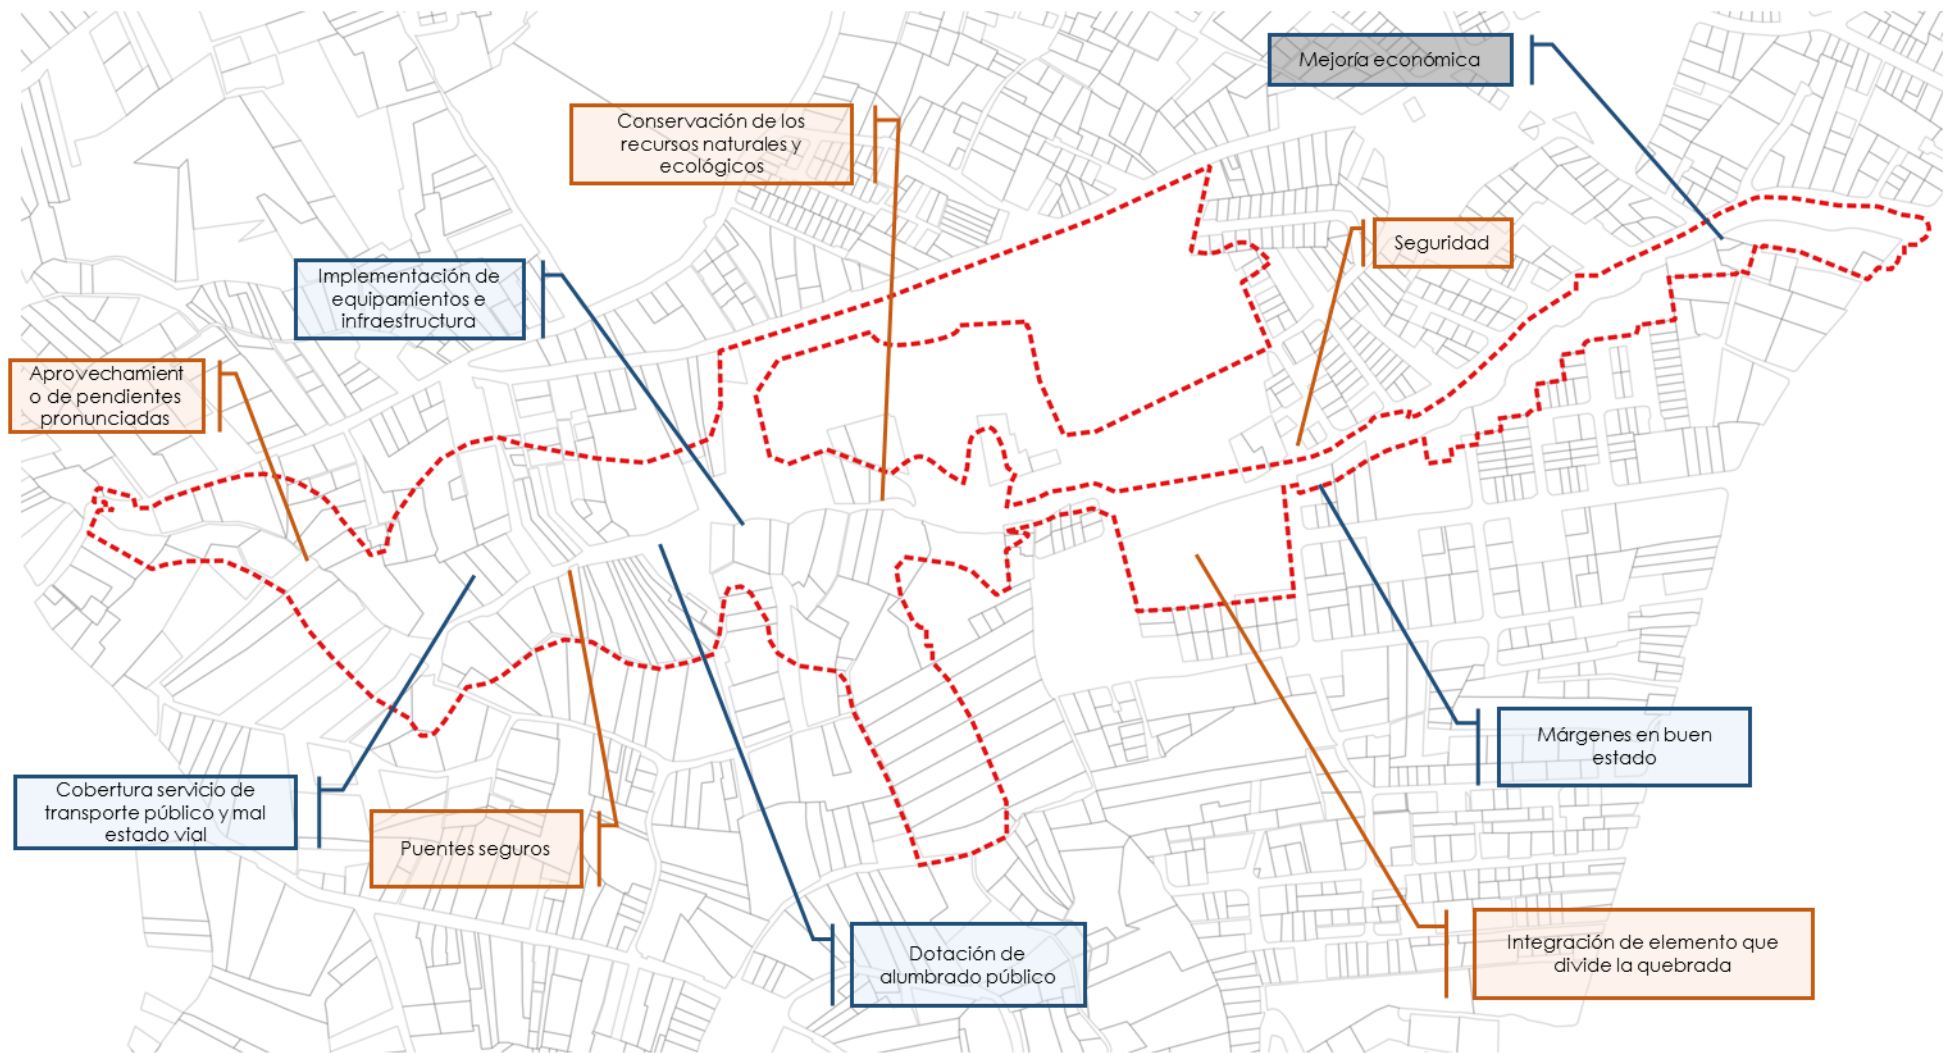 Mejoría económica
Conservación de los
recursos naturales y
ecológicos
Seguridad
Implementación de
equipamientos e
infraestructura
Aprovechamient
o de pendientes
pronunciadas
Márgenes en buen
estado
Cobertura servicio de
transporte público y mal
estado vial
Puentes seguros
Dotación de
alumbrado público
Integración de elemento que
divide la quebrada